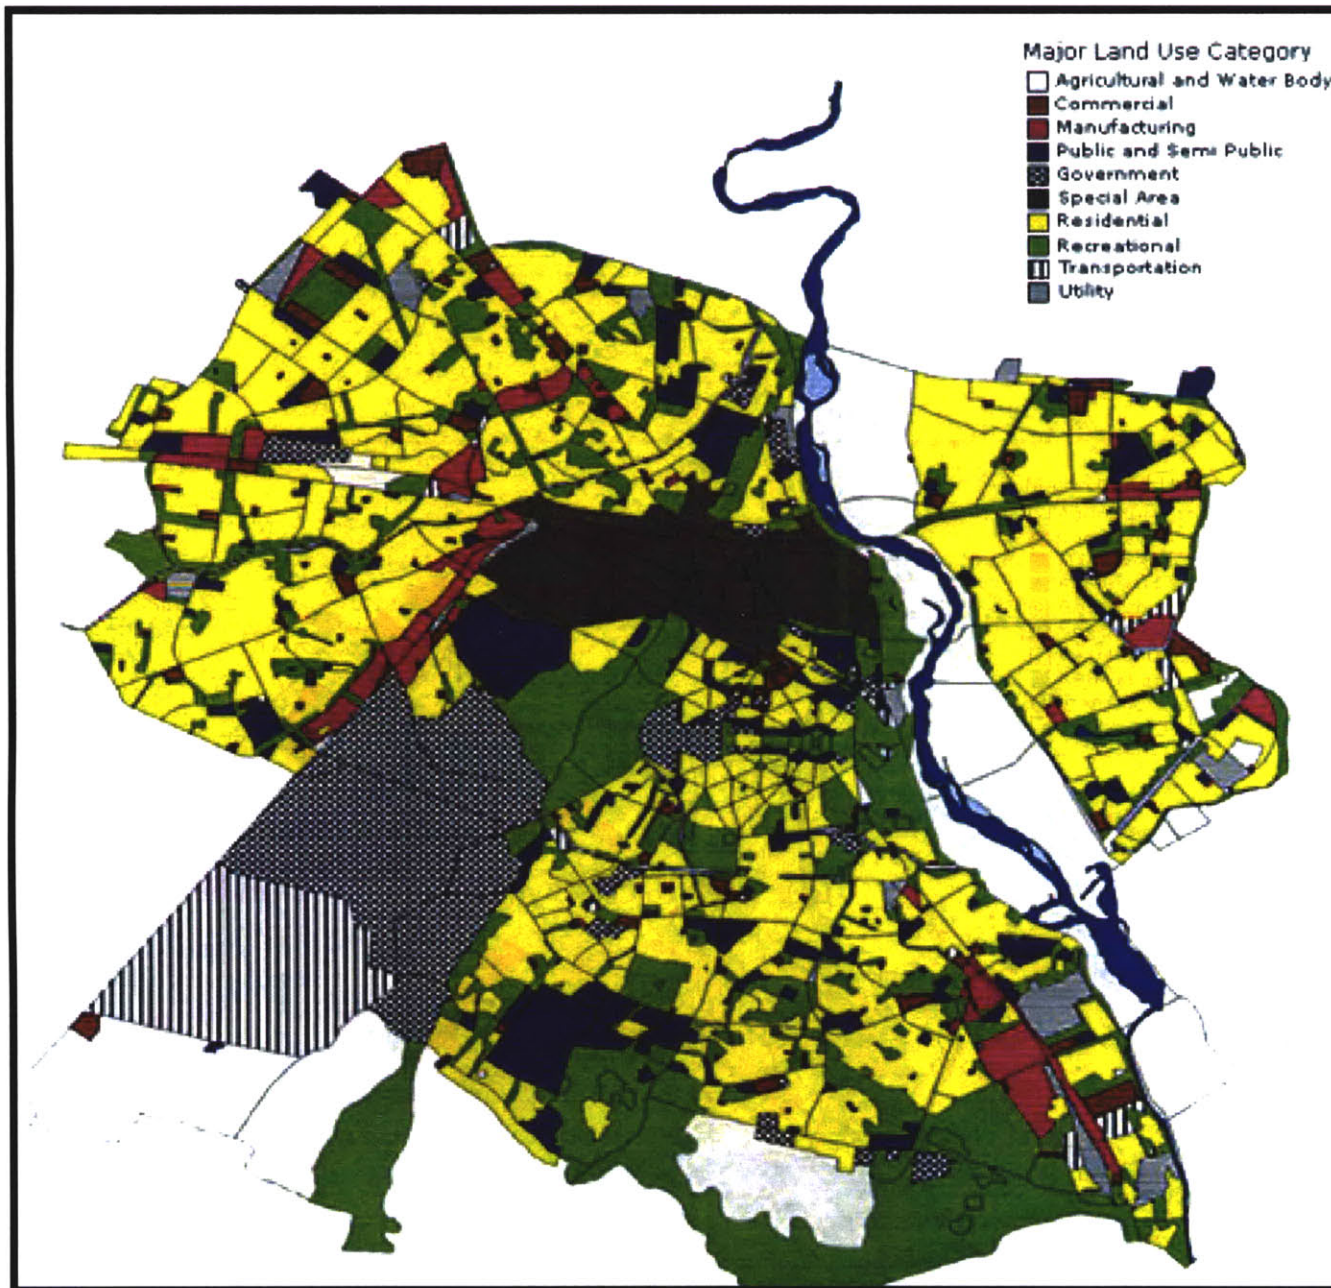 Major Land Use Category
Agricultural and Water Body
Commercial
Manufacturing
Public and Semi Public
Government
Special Area
Residential
Recreational
Transportation
Utility